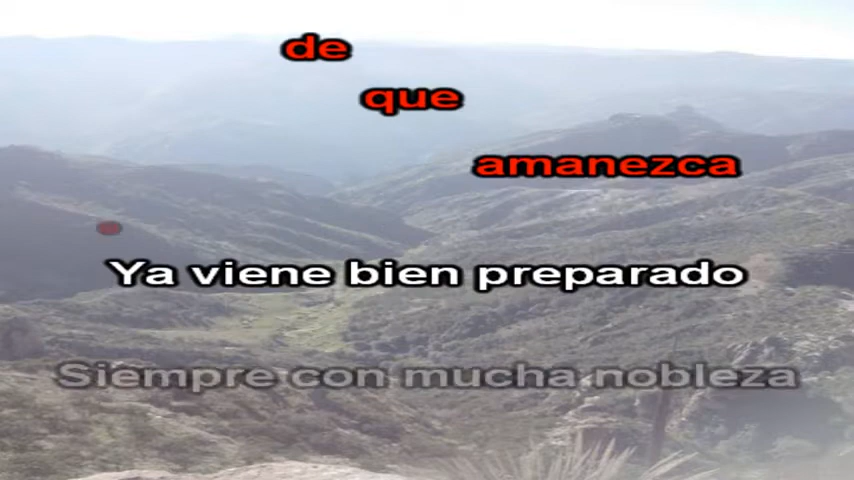 de
que
amanezca
Ya viene bien preparado
Siempre con mucha nobleza